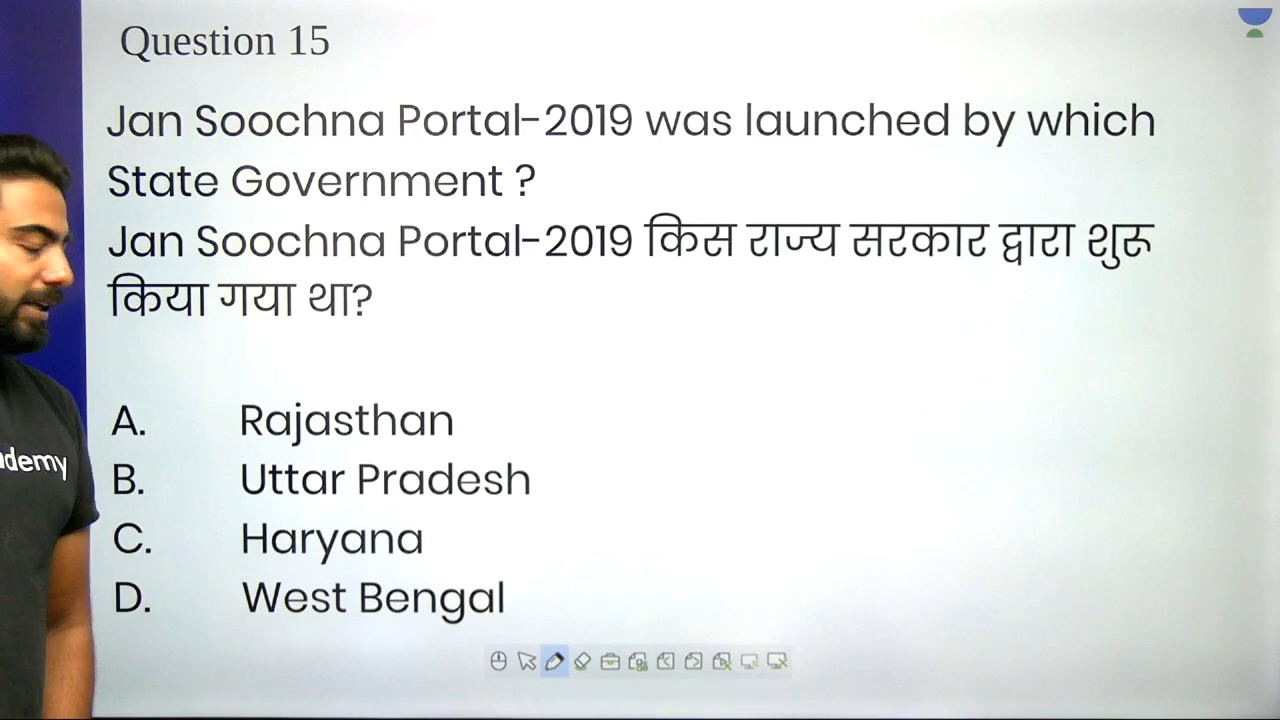 Question 15
Jan Soochna Portal-2019 was launched by which
State Government ?
Jan Soochna Portal-2019 किस राज्य सरकार द्वारा शुरू
किया गया था?
A. Rajasthan
B. Uttar Pradesh
C. Haryana
D. West Bengal
ademy